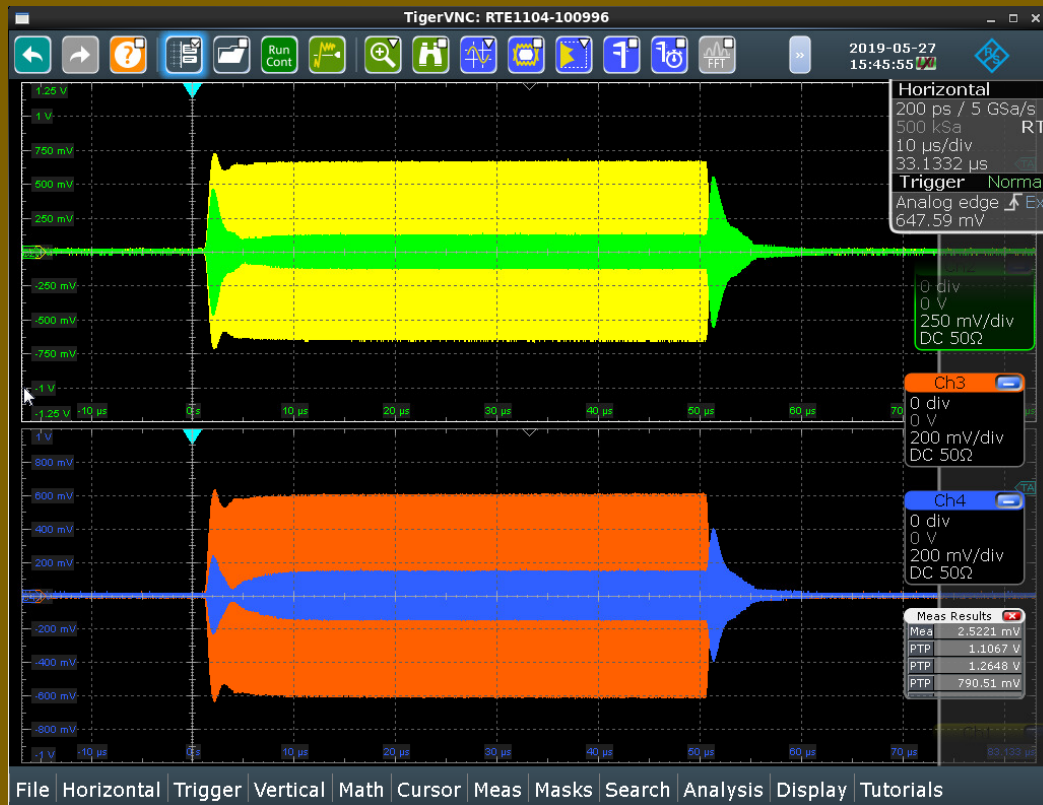 TigerVNC: RTE1104-100996
Run
Cont
FFT
»
2019-05-27
15:45:55
Horizontal
200 ps / 5 GSa/s
500 kSa RT
10 µs/div
33.1332 µs
Trigger Norma
Analog edge Ex
647.59 mV
1.25 V
1 V
750 mV
500 mV
250 mV
-250 mV
-500 mV
-750 mV
-1 V
-1.25 V
-10 µs
0 s
10 µs
20 µs
30 µs
40 µs
50 µs
60 µs
70
TA
Ch2
0 div
0 V
250 mV/div
DC 50Ω
Ch3
0 div
0 V
200 mV/div
DC 50Ω
1 V
800 mV
600 mV
400 mV
200 mV
-200 mV
-400 mV
-600 mV
-800 mV
-1 V
-10 µs
0 s
10 µs
20 µs
30 µs
40 µs
50 µs
60 µs
70 µs
83.133 µs
TA
Ch4
0 div
0 V
200 mV/div
DC 50Ω
Meas Results
Mea 2.5221 mV
PTP 1.1067 V
PTP 1.2648 V
PTP 790.51 mV
File Horizontal Trigger Vertical Math Cursor Meas Masks Search Analysis Display Tutorials